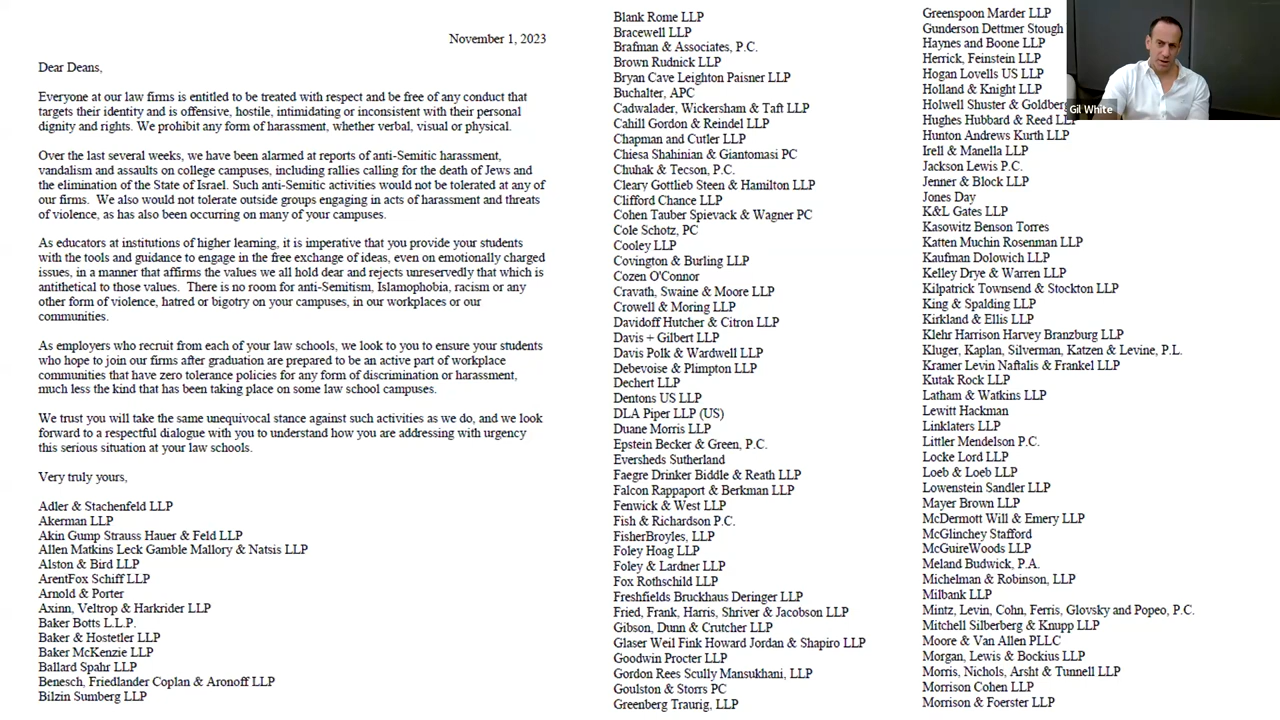 November 1, 2023
Dear Deans,
Everyone at our law firms is entitled to be treated with respect and be free of any conduct that
targets their identity and is offensive, hostile, intimidating or inconsistent with their personal
dignity and rights. We prohibit any form of harassment, whether verbal, visual or physical.
Over the last several weeks, we have been alarmed at reports of anti-Semitic harassment,
vandalism and assaults on college campuses, including rallies calling for the death of Jews and
the elimination of the State of Israel. Such anti-Semitic activities would not be tolerated at any of
our firms. We also would not tolerate outside groups engaging in acts of harassment and threats
of violence, as has also been occurring on many of your campuses.
As educators at institutions of higher learning, it is imperative that you provide your students
with the tools and guidance to engage in the free exchange of ideas, even on emotionally charged
issues, in a manner that affirms the values we all hold dear and rejects unreservedly that which is
antithetical to those values. There is no room for anti-Semitism, Islamophobia, racism or any
other form of violence, hatred or bigotry on your campuses, in our workplaces or our
communities.
As employers who recruit from each of your law schools, we look to you to ensure your students
who hope to join our firms after graduation are prepared to be an active part of workplace
communities that have zero tolerance policies for any form of discrimination or harassment,
much less the kind that has been taking place on some law school campuses.
We trust you will take the same unequivocal stance against such activities as we do, and we look
forward to a respectful dialogue with you to understand how you are addressing with urgency
this serious situation at your law schools.
Very truly yours,
Adler & Stachenfeld LLP
Akerman LLP
Akin Gump Strauss Hauer & Feld LLP
Allen Matkins Leck Gamble Mallory & Natsis LLP
Alston & Bird LLP
ArentFox Schiff LLP
Arnold & Porter
Axinn, Veltrop & Harkrider LLP
Baker Botts L.L.P.
Baker & Hostetler LLP
Baker McKenzie LLP
Ballard Spahr LLP
Benesch, Friedlander Coplan & Aronoff LLP
Bilzin Sumberg LLP
Blank Rome LLP
Bracewell LLP
Brafman & Associates, P.C.
Brown Rudnick LLP
Bryan Cave Leighton Paisner LLP
Buchalter, APC
Cadwalader, Wickersham & Taft LLP
Cahill Gordon & Reindel LLP
Chapman and Cutler LLP
Chiesa Shahinian & Giantomasi PC
Chuhak & Tecson, P.C.
Cleary Gottlieb Steen & Hamilton LLP
Clifford Chance LLP
Cohen Tauber Spievack & Wagner PC
Cole Schotz, PC
Cooley LLP
Covington & Burling LLP
Cozen O'Connor
Cravath, Swaine & Moore LLP
Crowell & Moring LLP
Davidoff Hutcher & Citron LLP
Davis + Gilbert LLP
Davis Polk & Wardwell LLP
Debevoise & Plimpton LLP
Dechert LLP
Dentons US LLP
DLA Piper LLP (US)
Duane Morris LLP
Epstein Becker & Green, P.C.
Eversheds Sutherland
Faegre Drinker Biddle & Reath LLP
Falcon Rappaport & Berkman LLP
Fenwick & West LLP
Fish & Richardson P.C.
FisherBroyles, LLP
Foley Hoag LLP
Foley & Lardner LLP
Fox Rothschild LLP
Freshfields Bruckhaus Deringer LLP
Fried, Frank, Harris, Shriver & Jacobson LLP
Gibson, Dunn & Crutcher LLP
Glaser Weil Fink Howard Jordan & Shapiro LLP
Goodwin Procter LLP
Gordon Rees Scully Mansukhani, LLP
Goulston & Storrs PC
Greenberg Traurig, LLP
Greenspoon Marder LLP
Gunderson Dettmer Stough
Haynes and Boone LLP
Herrick, Feinstein LLP
Hogan Lovells US LLP
Holland & Knight LLP
Holwell Shuster & Goldber
Hughes Hubbard & Reed LLP
Hunton Andrews Kurth LLP
Irell & Manella LLP
Jackson Lewis P.C.
Jenner & Block LLP
Jones Day
K&L Gates LLP
Kasowitz Benson Torres
Katten Muchin Rosenman LLP
Kaufman Dolowich LLP
Kelley Drye & Warren LLP
Kilpatrick Townsend & Stockton LLP
King & Spalding LLP
Kirkland & Ellis LLP
Klehr Harrison Harvey Branzburg LLP
Kluger, Kaplan, Silverman, Katzen & Levine, P.L.
Kramer Levin Naftalis & Frankel LLP
Kutak Rock LLP
Latham & Watkins LLP
Lewitt Hackman
Linklaters LLP
Littler Mendelson P.C.
Locke Lord LLP
Loeb & Loeb LLP
Lowenstein Sandler LLP
Mayer Brown LLP
McDermott Will & Emery LLP
McGlinchey Stafford
McGuireWoods LLP
Meland Budwick, P.A.
Michelman & Robinson, LLP
Milbank LLP
Mintz, Levin, Cohn, Ferris, Glovsky and Popeo, P.C.
Mitchell Silberberg & Knupp LLP
Moore & Van Allen PLLC
Morgan, Lewis & Bockius LLP
Morris, Nichols, Arsht & Tunnell LLP
Morrison Cohen LLP
Morrison & Foerster LLP
Gil White